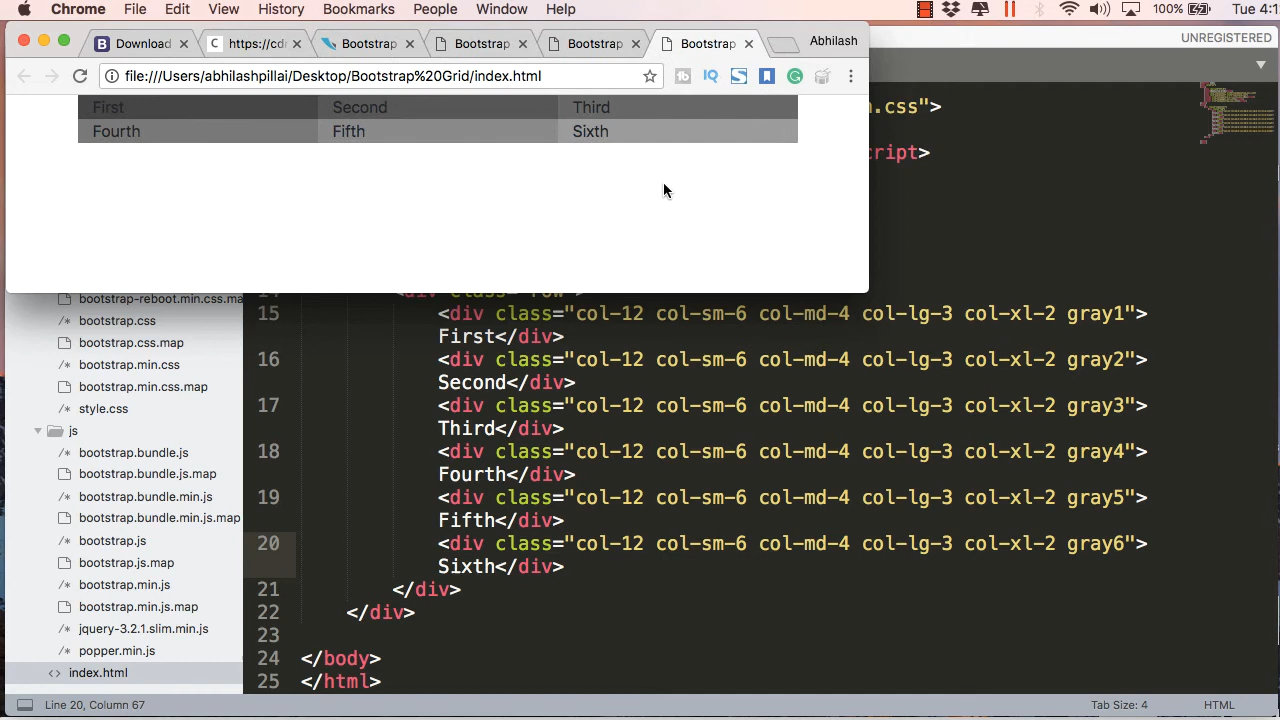 Chrome File Edit View History Bookmarks People Window Help 100% Tue 4:1
UNREGISTERED
Download https://cdn Bootstrap Bootstrap Bootstrap Bootstrap Abhilash
file:///Users/abhilashpillai/Desktop/Bootstrap%20Grid/index.html
First Second Third
Fourth Fifth Sixth
n.css">
cript>
bootstrap-reboot.min.css.ma
bootstrap.css
bootstrap.css.map
bootstrap.min.css
bootstrap.min.css.map
style.css
js
bootstrap.bundle.js
bootstrap.bundle.js.map
bootstrap.bundle.min.js
bootstrap.bundle.min.js.map
bootstrap.js
bootstrap.js.map
bootstrap.min.js
bootstrap.min.js.map
jquery-3.2.1.slim.min.js
popper.min.js
index.html
15 <div class="col-12 col-sm-6 col-md-4 col-lg-3 col-xl-2 gray1">
First</div>
16 <div class="col-12 col-sm-6 col-md-4 col-lg-3 col-xl-2 gray2">
Second</div>
17 <div class="col-12 col-sm-6 col-md-4 col-lg-3 col-xl-2 gray3">
Third</div>
18 <div class="col-12 col-sm-6 col-md-4 col-lg-3 col-xl-2 gray4">
Fourth</div>
19 <div class="col-12 col-sm-6 col-md-4 col-lg-3 col-xl-2 gray5">
Fifth</div>
20 <div class="col-12 col-sm-6 col-md-4 col-lg-3 col-xl-2 gray6">
Sixth</div>
21 </div>
22 </div>
23
24 </body>
25 </html>
Line 20, Column 67 Tab Size: 4 HTML